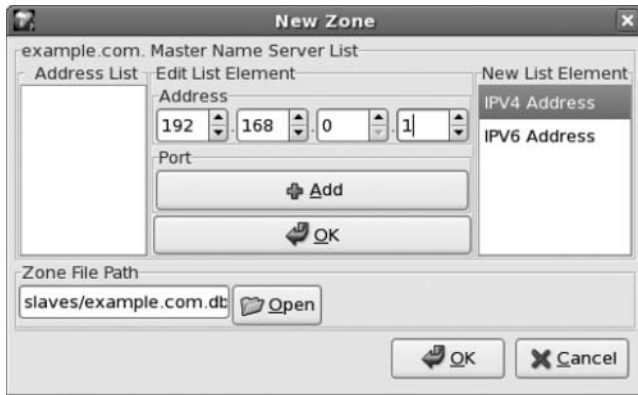 New Zone
example.com. Master Name Server List
Address List
Edit List Element
New List Element
Address
192 . 168 . 0 . 1
IPV4 Address
IPV6 Address
Port
Add
OK
Zone File Path
slaves/example.com.db
Open
OK
Cancel